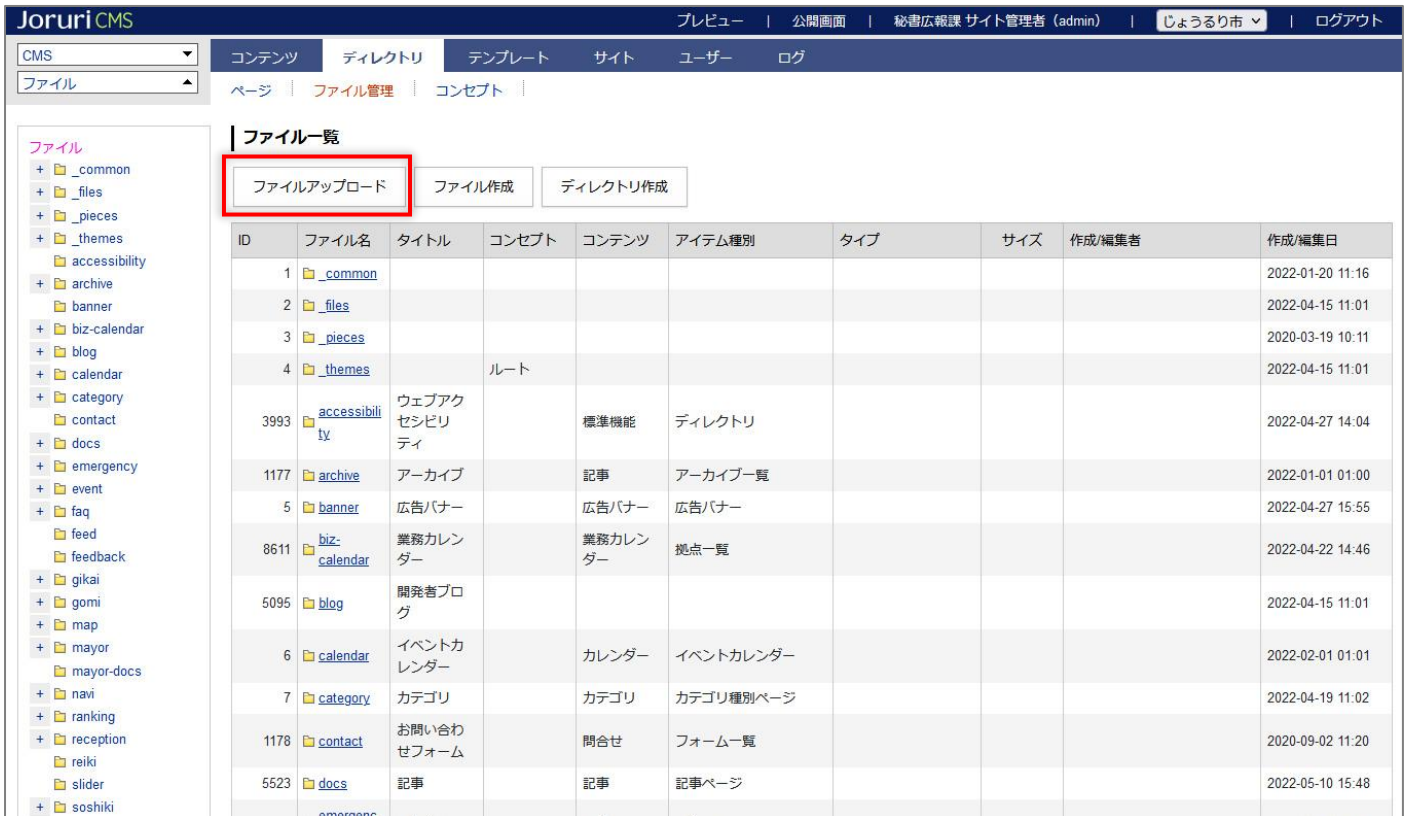 Joruri CMS
プレビュー | 公開画面 | 秘書広報課 サイト管理者 (admin) | じょうるり市 | ログアウト
CMS
ファイル
コンテンツ ディレクトリ テンプレート サイト ユーザー ログ
ページ ファイル管理 コンセプト
ファイル
+ _common
+ _files
+ _pieces
+ _themes
accessibility
+ archive
banner
+ biz-calendar
+ blog
+ calendar
+ category
contact
+ docs
+ emergency
+ event
+ faq
feed
feedback
+ gikai
+ gomi
+ map
+ mayor
mayor-docs
+ navi
+ ranking
+ reception
reiki
slider
+ soshiki
ファイル一覧
ファイルアップロード ファイル作成 ディレクトリ作成
ID ファイル名 タイトル コンセプト コンテンツ アイテム種別 タイプ サイズ 作成/編集者 作成/編集日
1 _common 2022-01-20 11:16
2 _files 2022-04-15 11:01
3 _pieces 2020-03-19 10:11
4 _themes ルート 2022-04-15 11:01
3993 accessibili
ty ウェブアク
セシビリ
ティ 標準機能 ディレクトリ 2022-04-27 14:04
1177 archive アーカイブ 記事 アーカイブ一覧 2022-01-01 01:00
5 banner 広告バナー 広告バナー 広告バナー 2022-04-27 15:55
8611 biz-
calendar 業務カレン
ダー 業務カレン
ダー 拠点一覧 2022-04-22 14:46
5095 blog 開発者ブロ
グ 2022-04-15 11:01
6 calendar イベントカ
レンダー カレンダー イベントカレンダー 2022-02-01 01:01
7 category カテゴリ カテゴリ カテゴリ種別ページ 2022-04-19 11:02
1178 contact お問い合わ
せフォーム 問合せ フォーム一覧 2020-09-02 11:20
5523 docs 記事 記事 記事ページ 2022-05-10 15:48
emergenc